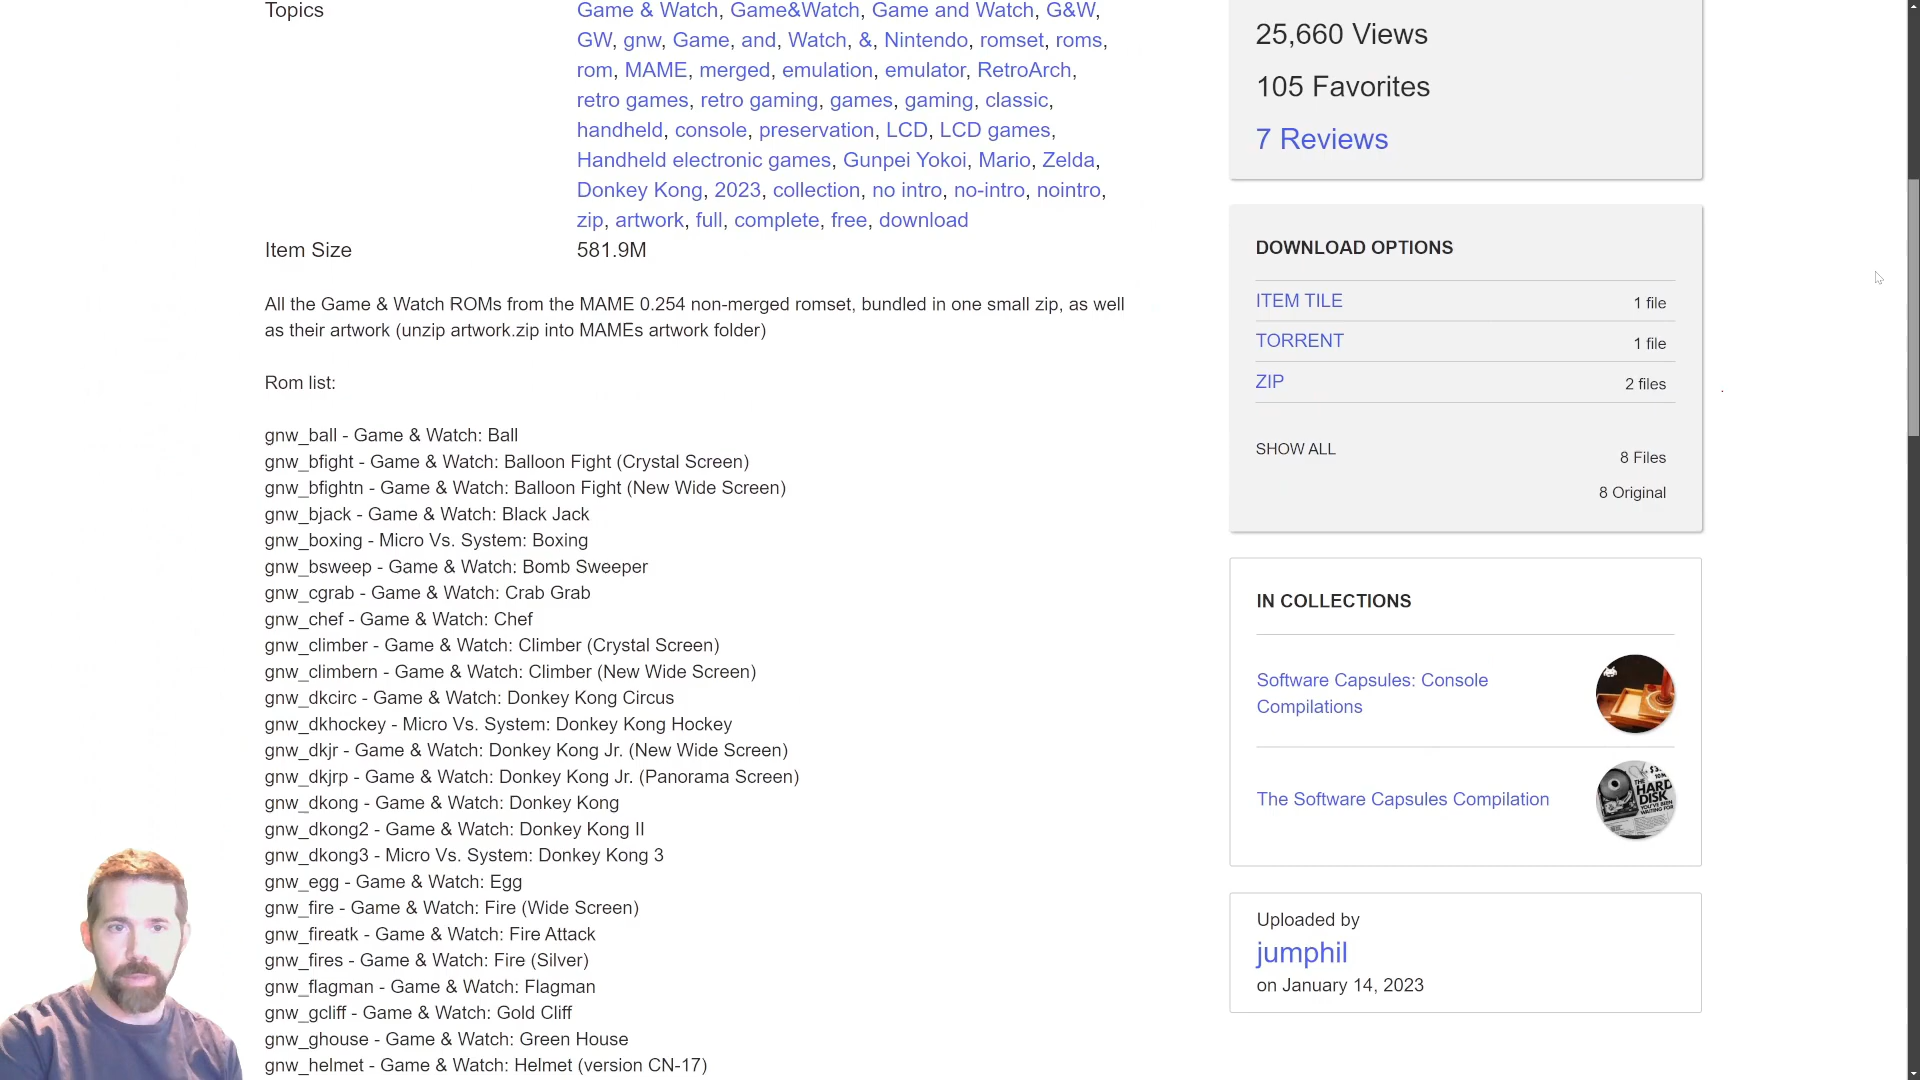 Topics
Game & Watch, Game&Watch, Game and Watch, G&W,
GW, gnw, Game, and, Watch, &, Nintendo, romset, roms,
rom, MAME, merged, emulation, emulator, RetroArch,
retro games, retro gaming, games, gaming, classic,
handheld, console, preservation, LCD, LCD games,
Handheld electronic games, Gunpei Yokoi, Mario, Zelda,
Donkey Kong, 2023, collection, no intro, no-intro, nointro,
zip, artwork, full, complete, free, download
Item Size
581.9M
All the Game & Watch ROMs from the MAME 0.254 non-merged romset, bundled in one small zip, as well
as their artwork (unzip artwork.zip into MAMEs artwork folder)
Rom list:
gnw_ball - Game & Watch: Ball
gnw_bfight - Game & Watch: Balloon Fight (Crystal Screen)
gnw_bfightn - Game & Watch: Balloon Fight (New Wide Screen)
gnw_bjack - Game & Watch: Black Jack
gnw_boxing - Micro Vs. System: Boxing
gnw_bsweep - Game & Watch: Bomb Sweeper
gnw_cgrab - Game & Watch: Crab Grab
gnw_chef - Game & Watch: Chef
gnw_climber - Game & Watch: Climber (Crystal Screen)
gnw_climbern - Game & Watch: Climber (New Wide Screen)
gnw_dkcirc - Game & Watch: Donkey Kong Circus
gnw_dkhockey - Micro Vs. System: Donkey Kong Hockey
gnw_dkjr - Game & Watch: Donkey Kong Jr. (New Wide Screen)
gnw_dkjrp - Game & Watch: Donkey Kong Jr. (Panorama Screen)
gnw_dkong - Game & Watch: Donkey Kong
gnw_dkong2 - Game & Watch: Donkey Kong II
gnw_dkong3 - Micro Vs. System: Donkey Kong 3
gnw_egg - Game & Watch: Egg
gnw_fire - Game & Watch: Fire (Wide Screen)
gnw_fireatk - Game & Watch: Fire Attack
gnw_fires - Game & Watch: Fire (Silver)
gnw_flagman - Game & Watch: Flagman
gnw_gcliff - Game & Watch: Gold Cliff
gnw_ghouse - Game & Watch: Green House
gnw_helmet - Game & Watch: Helmet (version CN-17)
25,660 Views
105 Favorites
7 Reviews
DOWNLOAD OPTIONS
ITEM TILE 1 file
TORRENT 1 file
ZIP 2 files
SHOW ALL 8 Files
8 Original
IN COLLECTIONS
Software Capsules: Console
Compilations
The Software Capsules Compilation
THE
HARD
DISK
Uploaded by
jumphil
on January 14, 2023